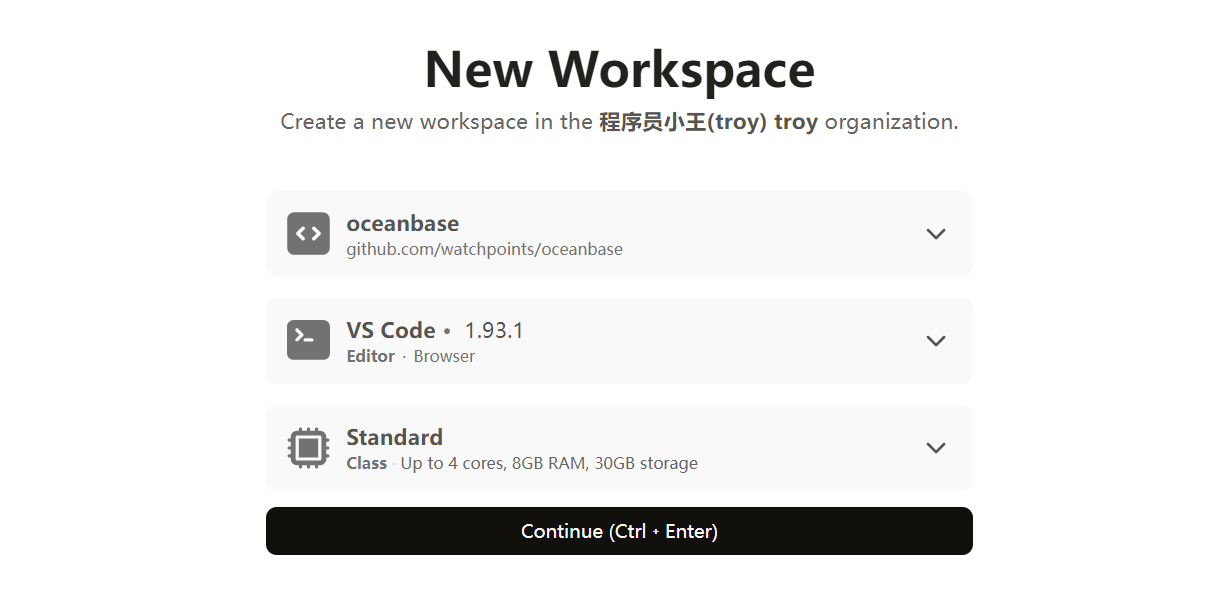 New Workspace
Create a new workspace in the 程序员小王(troy) troy organization.
oceanbase
github.com/watchpoints/oceanbase
VS Code • 1.93.1
Editor · Browser
Standard
Class · Up to 4 cores, 8GB RAM, 30GB storage
Continue (Ctrl + Enter)